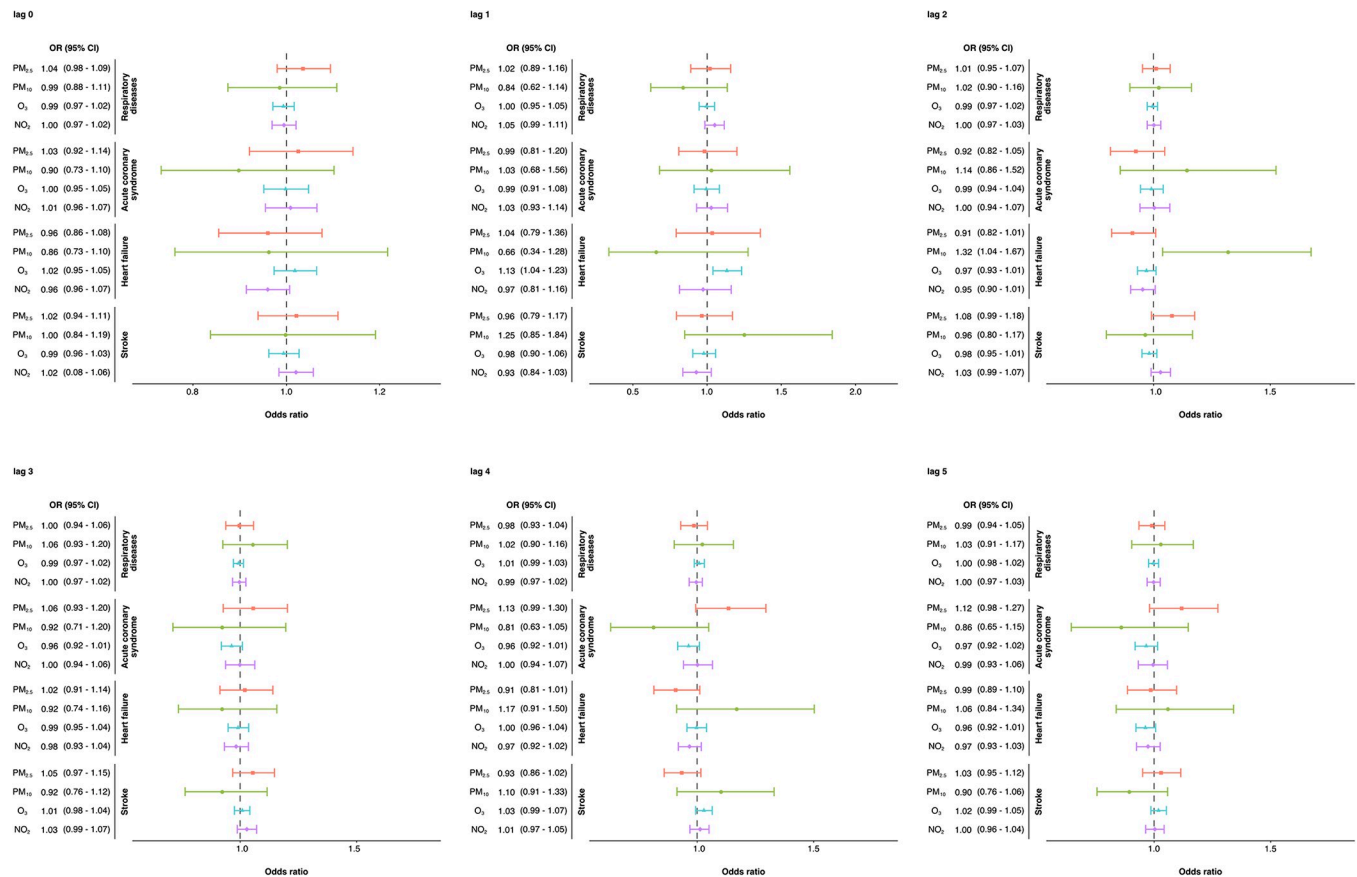 lag 0
OR (95% CI)
PM2.5 1.04 (0.98 - 1.09)
PM10 0.99 (0.88 - 1.11)
O3 0.99 (0.97 - 1.02)
NO2 1.00 (0.97 - 1.02)
Respiratory
diseases
PM2.5 1.03 (0.92 - 1.14)
PM10 0.90 (0.73 - 1.10)
O3 1.00 (0.95 - 1.05)
NO2 1.01 (0.96 - 1.07)
Acute coronary
syndrome
PM2.5 0.96 (0.86 - 1.08)
PM10 0.86 (0.73 - 1.10)
O3 1.02 (0.95 - 1.05)
NO2 0.96 (0.96 - 1.07)
Heart failure
PM2.5 1.02 (0.94 - 1.11)
PM10 1.00 (0.84 - 1.19)
O3 0.99 (0.96 - 1.03)
NO2 1.02 (0.08 - 1.06)
Stroke
0.8 1.0 1.2
Odds ratio
lag 1
OR (95% CI)
PM2.5 1.02 (0.89 - 1.16)
PM10 0.84 (0.62 - 1.14)
O3 1.00 (0.95 - 1.05)
NO2 1.05 (0.99 - 1.11)
Respiratory
diseases
PM2.5 0.99 (0.81 - 1.20)
PM10 1.03 (0.68 - 1.56)
O3 0.99 (0.91 - 1.08)
NO2 1.03 (0.93 - 1.14)
Acute coronary
syndrome
PM2.5 1.04 (0.79 - 1.36)
PM10 0.66 (0.34 - 1.28)
O3 1.13 (1.04 - 1.23)
NO2 0.97 (0.81 - 1.16)
Heart failure
PM2.5 0.96 (0.79 - 1.17)
PM10 1.25 (0.85 - 1.84)
O3 0.98 (0.90 - 1.06)
NO2 0.93 (0.84 - 1.03)
Stroke
0.5 1.0 1.5 2.0
Odds ratio
lag 2
OR (95% CI)
PM2.5 1.01 (0.95 - 1.07)
PM10 1.02 (0.90 - 1.16)
O3 0.99 (0.97 - 1.02)
NO2 1.00 (0.97 - 1.03)
Respiratory
diseases
PM2.5 0.92 (0.82 - 1.05)
PM10 1.14 (0.86 - 1.52)
O3 0.99 (0.94 - 1.04)
NO2 1.00 (0.94 - 1.07)
Acute coronary
syndrome
PM2.5 0.91 (0.82 - 1.01)
PM10 1.32 (1.04 - 1.67)
O3 0.97 (0.93 - 1.01)
NO2 0.95 (0.90 - 1.01)
Heart failure
PM2.5 1.08 (0.99 - 1.18)
PM10 0.96 (0.80 - 1.17)
O3 0.98 (0.95 - 1.01)
NO2 1.03 (0.99 - 1.07)
Stroke
1.0 1.5
Odds ratio
lag 3
OR (95% CI)
PM2.5 1.00 (0.94 - 1.06)
PM10 1.06 (0.93 - 1.20)
O3 0.99 (0.97 - 1.02)
NO2 1.00 (0.97 - 1.02)
Respiratory
diseases
PM2.5 1.06 (0.93 - 1.20)
PM10 0.92 (0.71 - 1.20)
O3 0.96 (0.92 - 1.01)
NO2 1.00 (0.94 - 1.06)
Acute coronary
syndrome
PM2.5 1.02 (0.91 - 1.14)
PM10 0.92 (0.74 - 1.16)
O3 0.99 (0.95 - 1.04)
NO2 0.98 (0.93 - 1.04)
Heart failure
PM2.5 1.05 (0.97 - 1.15)
PM10 0.92 (0.76 - 1.12)
O3 1.01 (0.98 - 1.04)
NO2 1.03 (0.99 - 1.07)
Stroke
1.0 1.5
Odds ratio
lag 4
OR (95% CI)
PM2.5 0.98 (0.93 - 1.04)
PM10 1.02 (0.90 - 1.16)
O3 1.01 (0.99 - 1.03)
NO2 0.99 (0.97 - 1.02)
Respiratory
diseases
PM2.5 1.13 (0.99 - 1.30)
PM10 0.81 (0.63 - 1.05)
O3 0.96 (0.92 - 1.01)
NO2 1.00 (0.94 - 1.07)
Acute coronary
syndrome
PM2.5 0.91 (0.81 - 1.01)
PM10 1.17 (0.91 - 1.50)
O3 1.00 (0.96 - 1.04)
NO2 0.97 (0.92 - 1.02)
Heart failure
PM2.5 0.93 (0.86 - 1.02)
PM10 1.10 (0.91 - 1.33)
O3 1.03 (0.99 - 1.07)
NO2 1.01 (0.97 - 1.05)
Stroke
1.0 1.5
Odds ratio
lag 5
OR (95% CI)
PM2.5 0.99 (0.94 - 1.05)
PM10 1.03 (0.91 - 1.17)
O3 1.00 (0.98 - 1.02)
NO2 1.00 (0.97 - 1.03)
Respiratory
diseases
PM2.5 1.12 (0.98 - 1.27)
PM10 0.86 (0.65 - 1.15)
O3 0.97 (0.92 - 1.02)
NO2 0.99 (0.93 - 1.06)
Acute coronary
syndrome
PM2.5 0.99 (0.89 - 1.10)
PM10 1.06 (0.84 - 1.34)
O3 0.96 (0.92 - 1.01)
NO2 0.97 (0.93 - 1.03)
Heart failure
PM2.5 1.03 (0.95 - 1.12)
PM10 0.90 (0.76 - 1.06)
O3 1.02 (0.99 - 1.05)
NO2 1.00 (0.96 - 1.04)
Stroke
1.0 1.5
Odds ratio